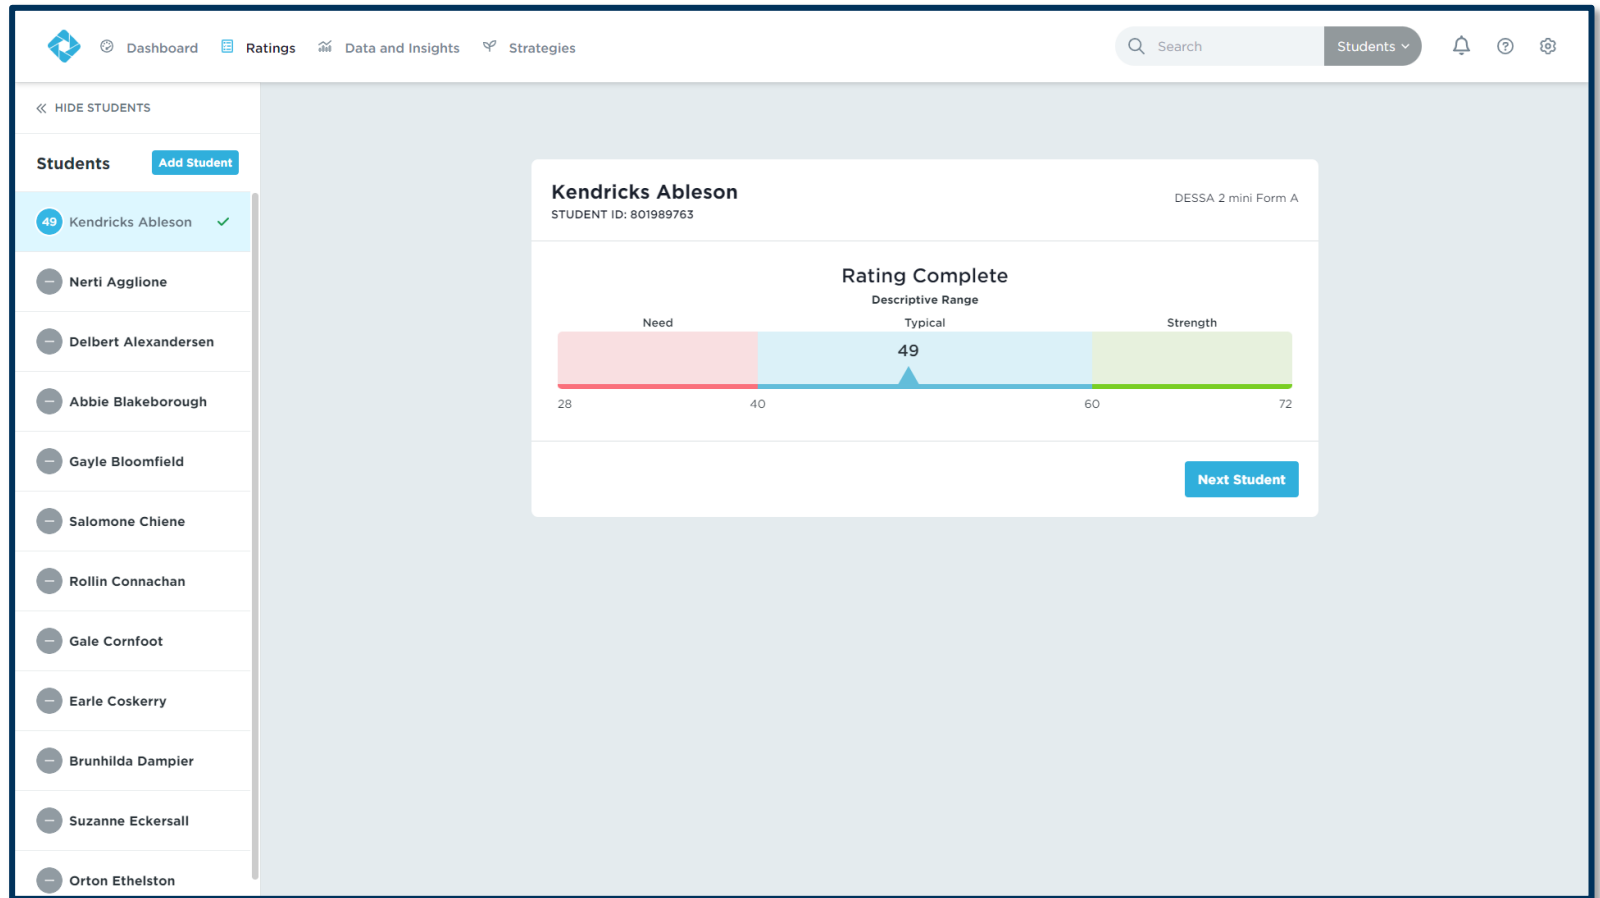 Dashboard Ratings Data and Insights Strategies Search Students
HIDE STUDENTS
Students Add Student
49 Kendricks Ableson
Nerti Agglione
Delbert Alexandersen
Abbie Blakeborough
Gayle Bloomfield
Salomone Chiene
Rollin Connachan
Gale Cornfoot
Earle Coskerry
Brunhilda Dampier
Suzanne Eckersall
Orton Ethelston
Kendricks Ableson
STUDENT ID: 801989763
DESSA 2 mini Form A
Rating Complete
Descriptive Range
Need Typical Strength
49
28 40 60 72
Next Student